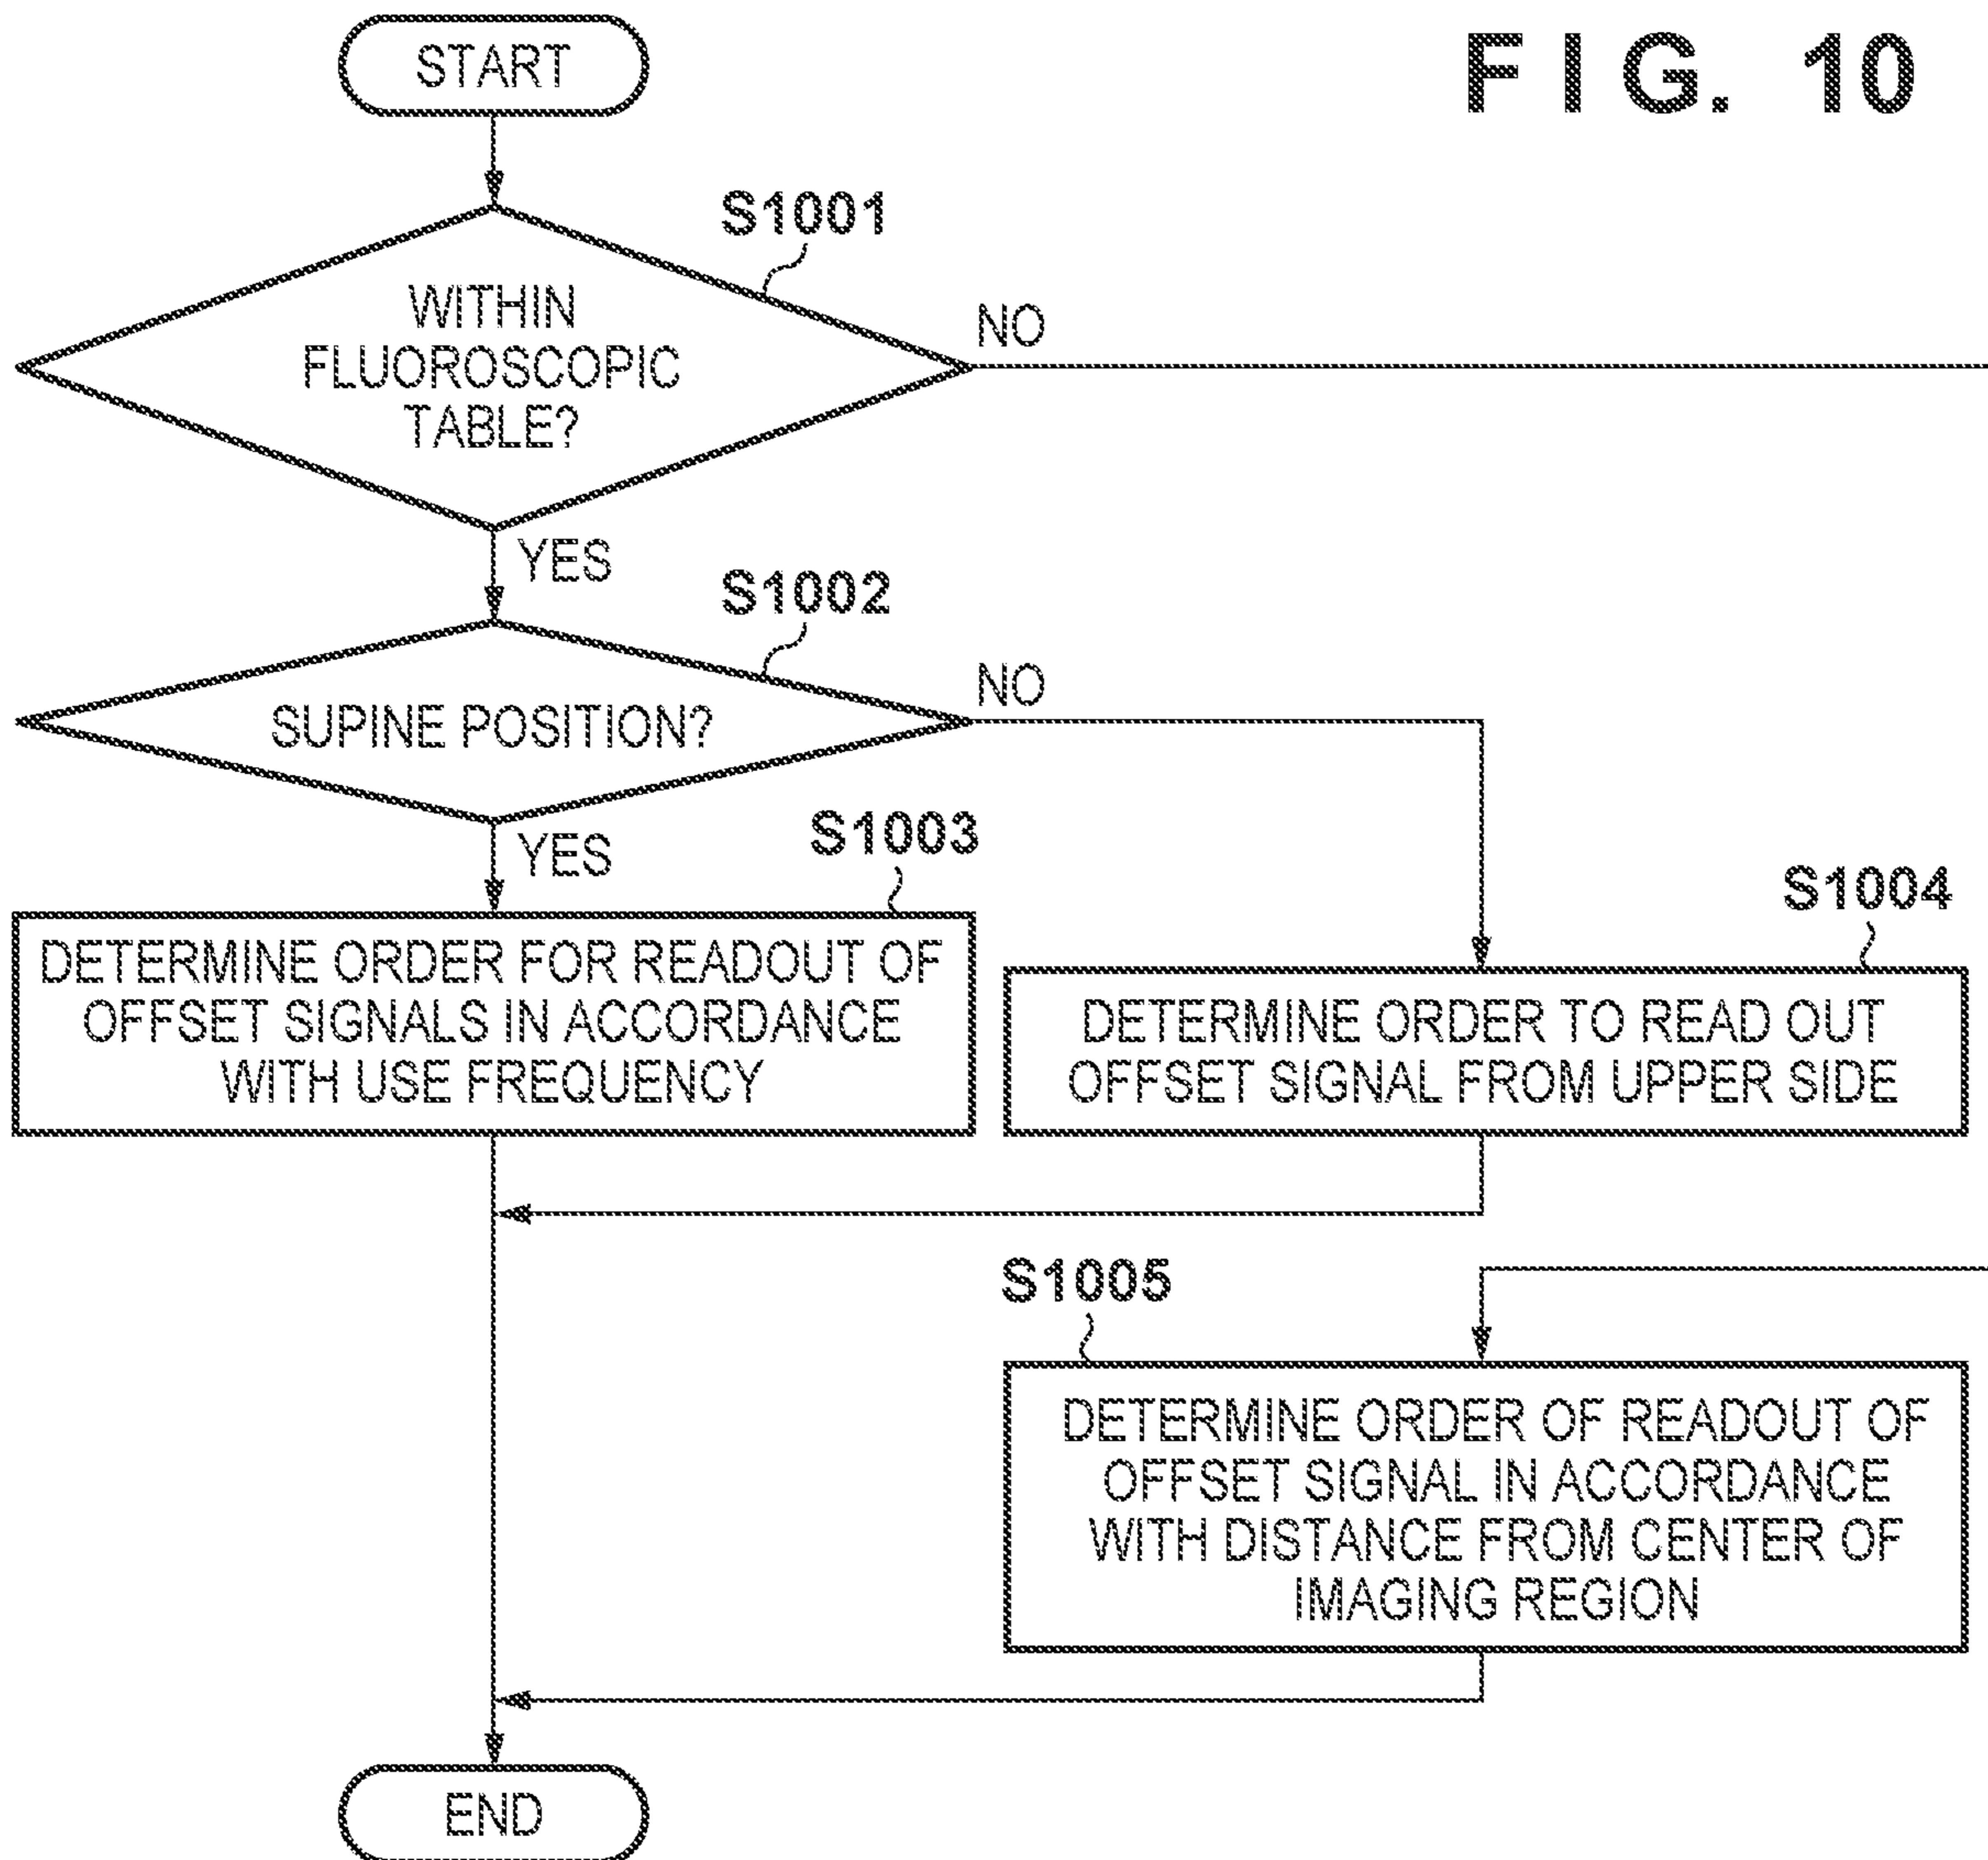 FIG. 10
START
S1001
WITHIN
FLUOROSCOPIC
TABLE?
NO
YES
S1002
SUPINE POSITION?
NO
YES
S1003
DETERMINE ORDER FOR READOUT OF
OFFSET SIGNALS IN ACCORDANCE
WITH USE FREQUENCY
S1004
DETERMINE ORDER TO READ OUT
OFFSET SIGNAL FROM UPPER SIDE
S1005
DETERMINE ORDER OF READOUT OF
OFFSET SIGNAL IN ACCORDANCE
WITH DISTANCE FROM CENTER OF
IMAGING REGION
END